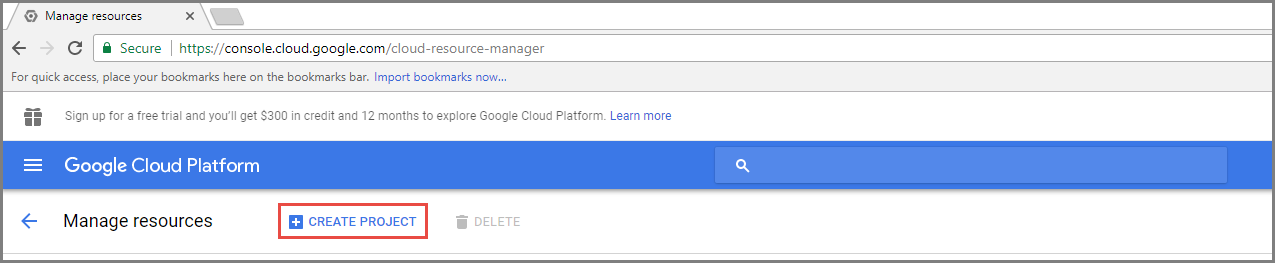 Manage resources
Secure https://console.cloud.google.com/cloud-resource-manager
For quick access, place your bookmarks here on the bookmarks bar. Import bookmarks now...
Sign up for a free trial and you'll get $300 in credit and 12 months to explore Google Cloud Platform. Learn more
Google Cloud Platform
Manage resources CREATE PROJECT DELETE